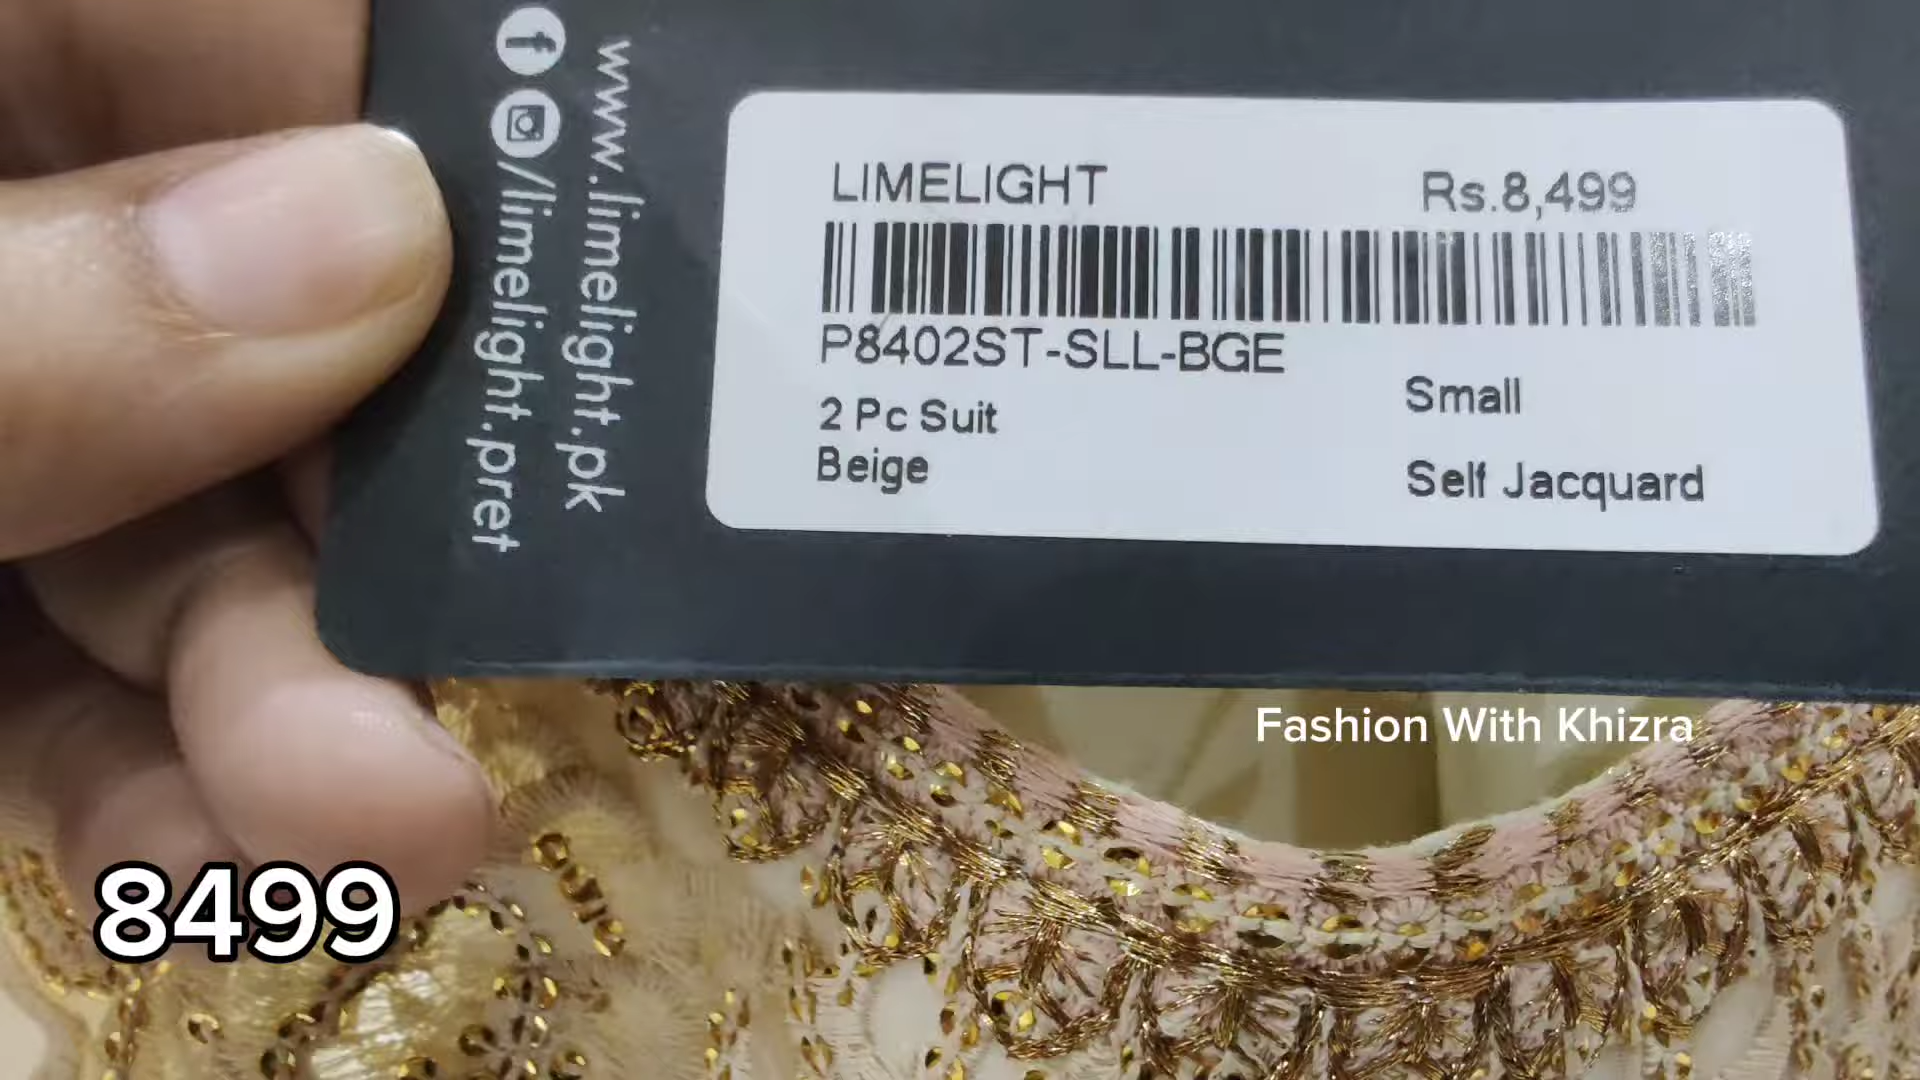 www.limelight.pk
/limelight.pret
LIMELIGHT
Rs.8,499
P8402ST-SLL-BGE
2 Pc Suit
Small
Beige
Self Jacquard
Fashion With Khizra
8499